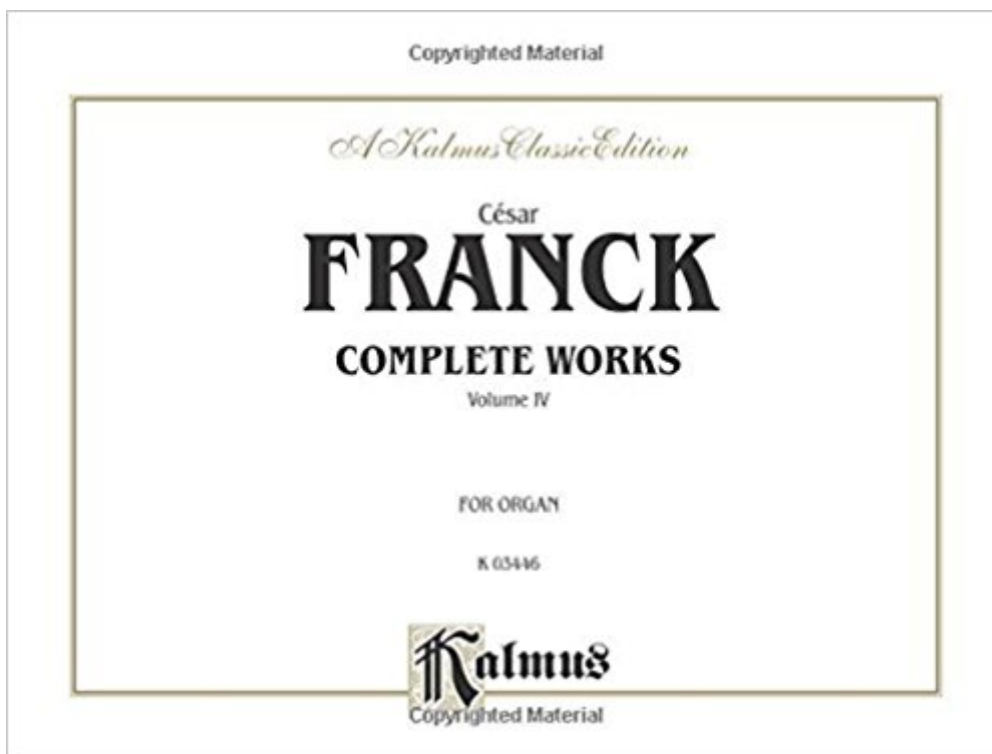 Copyrighted Material
A Kalmus Classic Edition
César
FRANCK
COMPLETE WORKS
Volume IV
FOR ORGAN
K 03446
Kalmus
Copyrighted Material